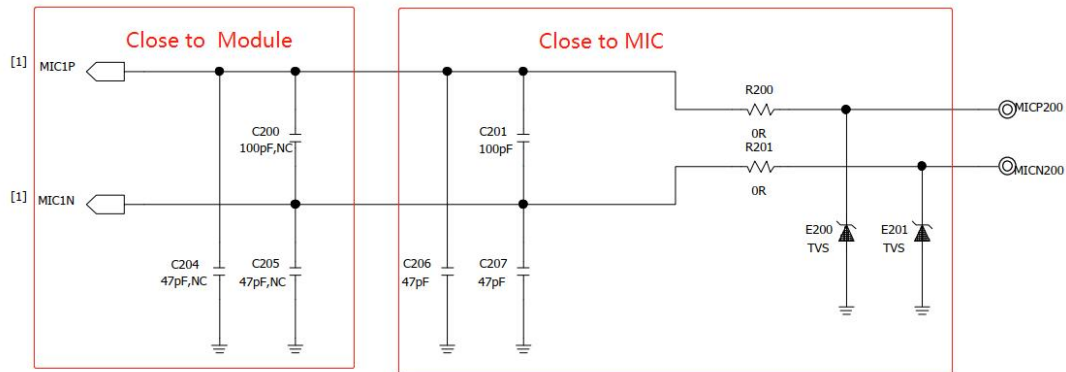 Close to Module
Close to MIC
[1]
MIC1P
R200
MICP200
0R
C200
100pF,NC
C201
100pF
R201
MICN200
0R
[1]
MIC1N
E200
TVS
E201
TVS
C204
47pF,NC
C205
47pF,NC
C206
47pF
C207
47pF